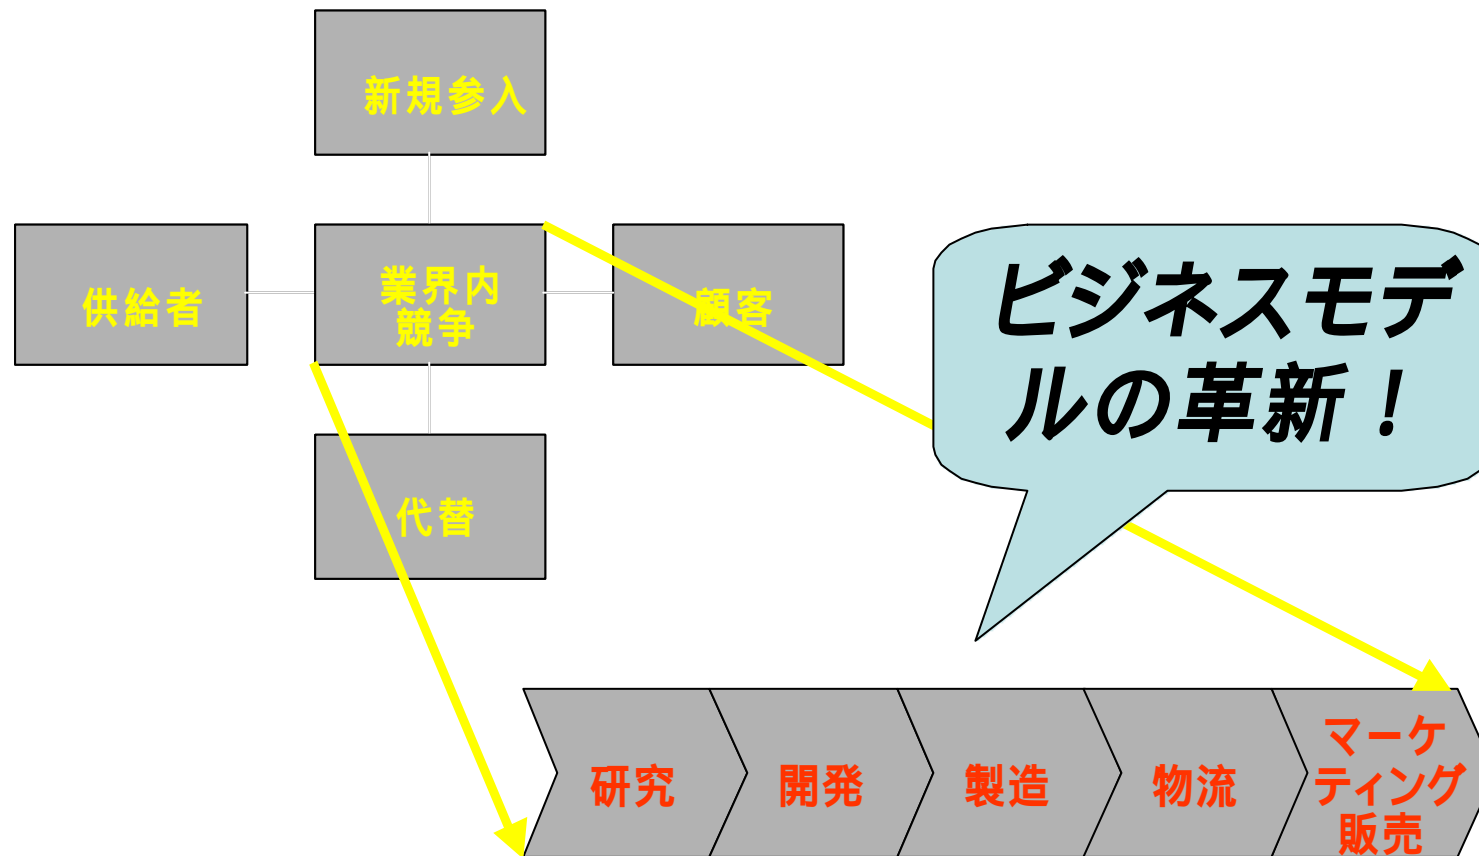 新規参入
供給者
業界内
競争
顧客
ビジネスモデ
ルの革新！
代替
研究
開発
製造
物流
マーケ
ティング
販売